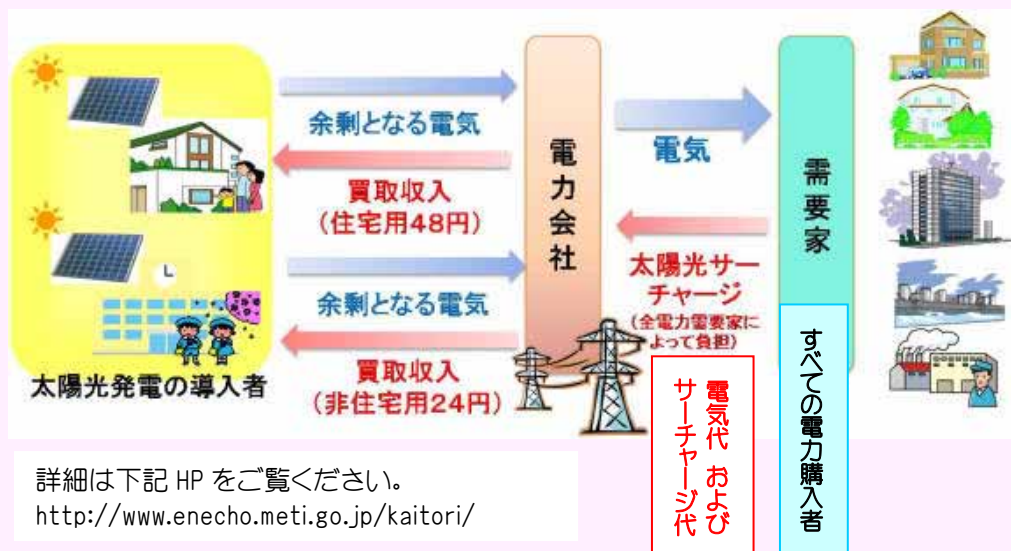 余剰となる電気
買取収入
(住宅用48円)
余剰となる電気
買取収入
(非住宅用24円)
太陽光発電の導入者
電力会社
電気
太陽光サー
チャージ
(全電力需要家に
よって負担)
電気代 および
サーチャージ代
需要家
すべての電力購入者
詳細は下記 HP をご覧ください。
http://www.enecho.meti.go.jp/kaitori/